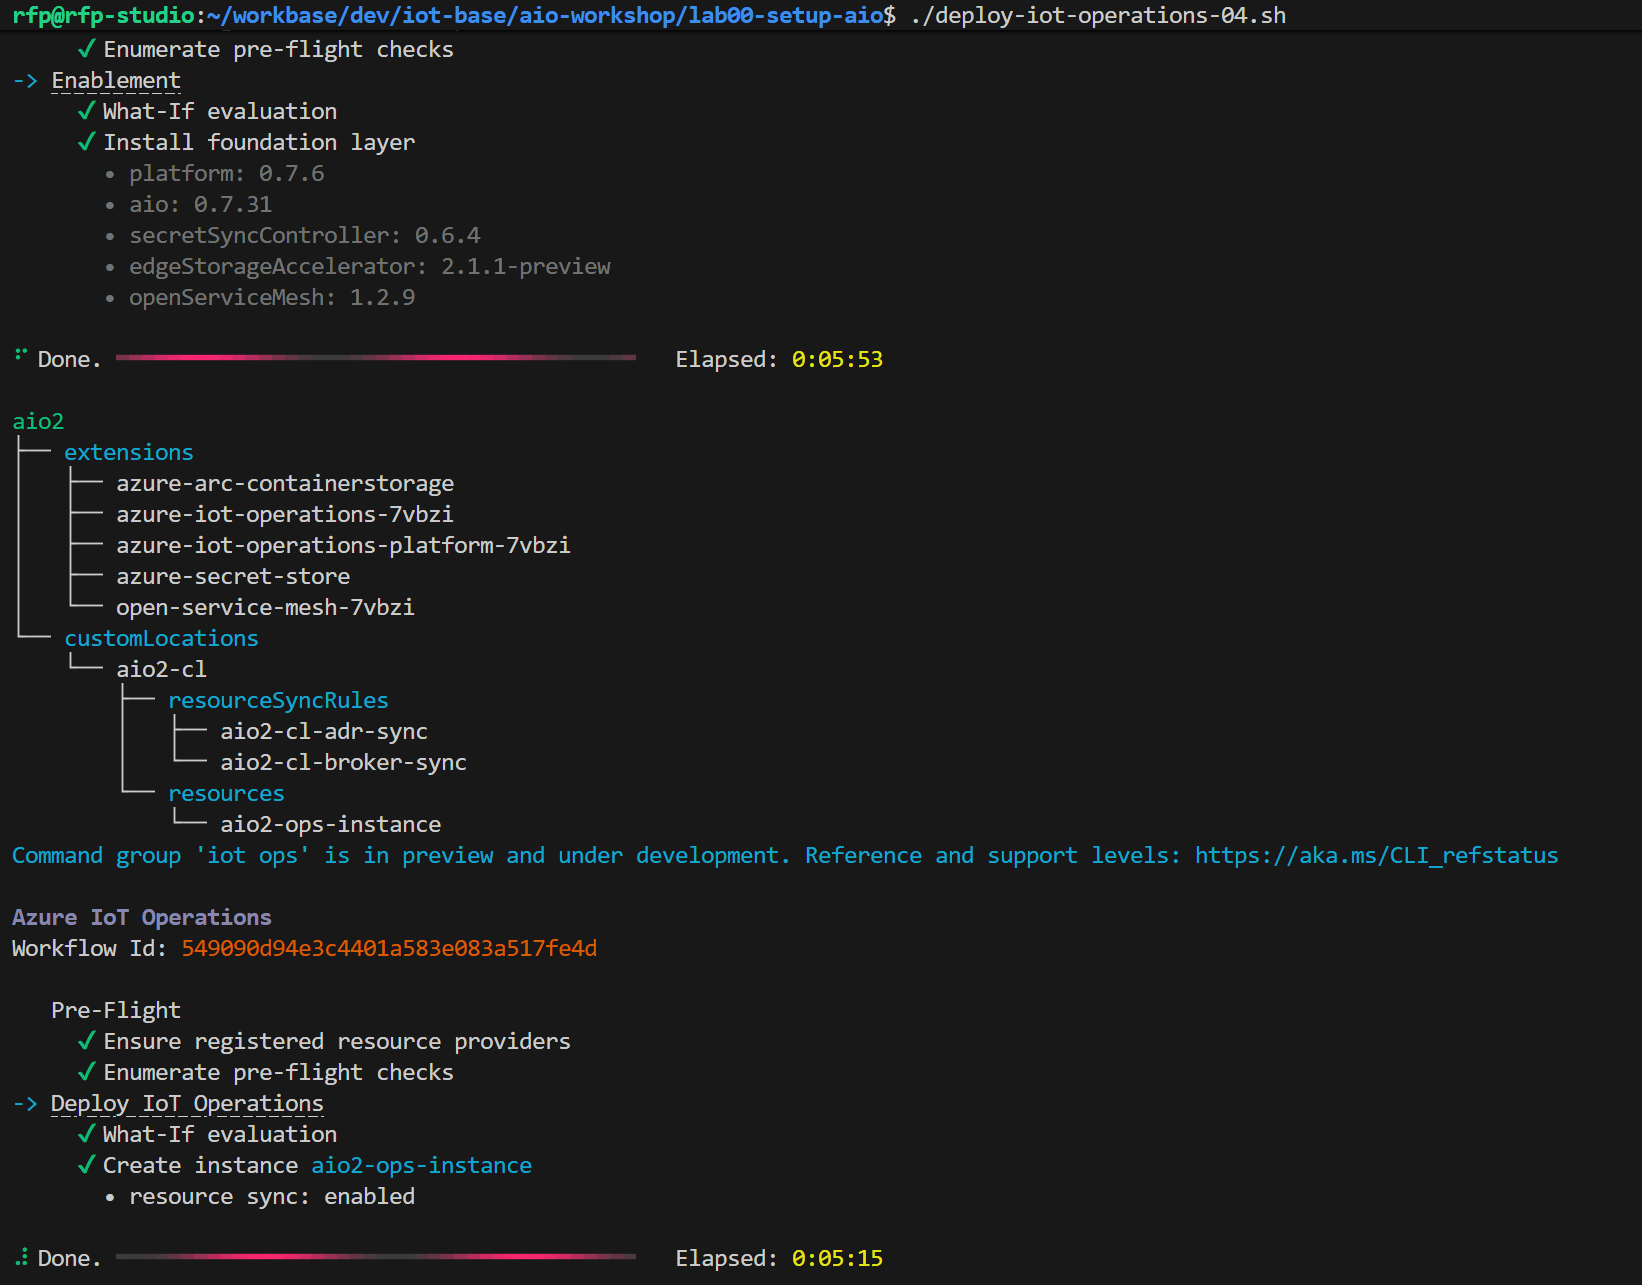 rfp@rfp-studio:~/workbase/dev/iot-base/aio-workshop/lab00-setup-aio$ ./deploy-iot-operations-04.sh
✓ Enumerate pre-flight checks
-> Enablement
✓ What-If evaluation
✓ Install foundation layer
• platform: 0.7.6
• aio: 0.7.31
• secretSyncController: 0.6.4
• edgeStorageAccelerator: 2.1.1-preview
• openServiceMesh: 1.2.9
Done. Elapsed: 0:05:53
aio2
├── extensions
│   ├── azure-arc-containerstorage
│   ├── azure-iot-operations-7vbzi
│   ├── azure-iot-operations-platform-7vbzi
│   ├── azure-secret-store
│   └── open-service-mesh-7vbzi
└── customLocations
    └── aio2-cl
        ├── resourceSyncRules
        │   ├── aio2-cl-adr-sync
        │   └── aio2-cl-broker-sync
        └── resources
            └── aio2-ops-instance
Command group 'iot ops' is in preview and under development. Reference and support levels: https://aka.ms/CLI_refstatus
Azure IoT Operations
Workflow Id: 549090d94e3c4401a583e083a517fe4d
Pre-Flight
✓ Ensure registered resource providers
✓ Enumerate pre-flight checks
-> Deploy IoT Operations
✓ What-If evaluation
✓ Create instance aio2-ops-instance
• resource sync: enabled
Done. Elapsed: 0:05:15